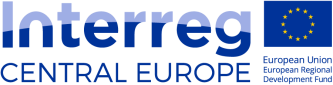 Interreg
CENTRAL EUROPE
European Union
European Regional
Development Fund